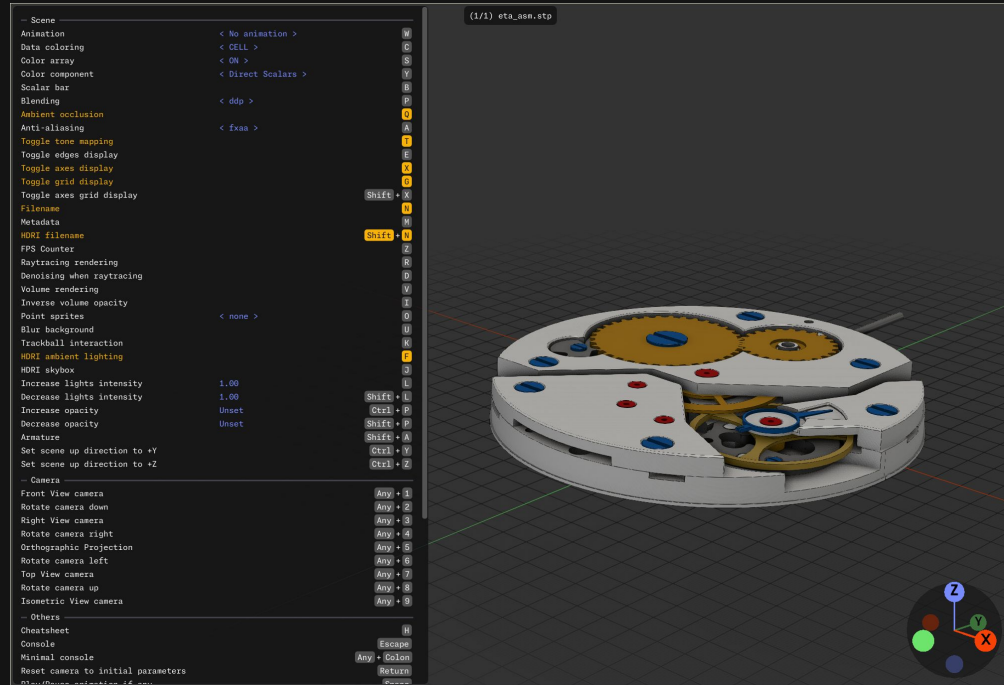 (1/1) eta_asm.stp
Scene
Animation < No animation > W
Data coloring < CELL > C
Color array < ON > S
Color component < Direct Scalars > Y
Scalar bar B
Blending < ddp > P
Ambient occlusion Q
Anti-aliasing < fxaa > A
Toggle tone mapping T
Toggle edges display E
Toggle axes display X
Toggle grid display G
Toggle axes grid display Shift + X
Filename N
Metadata M
HDRI filename Shift + N
FPS Counter Z
Raytracing rendering R
Denoising when raytracing D
Volume rendering V
Inverse volume opacity I
Point sprites < none > O
Blur background U
Trackball interaction K
HDRI ambient lighting F
HDRI skybox J
Increase lights intensity 1.00 L
Decrease lights intensity 1.00 Shift + L
Increase opacity Unset Ctrl + P
Decrease opacity Unset Shift + P
Armature Shift + A
Set scene up direction to +Y Ctrl + Y
Set scene up direction to +Z Ctrl + Z
Camera
Front View camera Any + 1
Rotate camera down Any + 2
Right View camera Any + 3
Rotate camera right Any + 4
Orthographic Projection Any + 5
Rotate camera left Any + 6
Top View camera Any + 7
Rotate camera up Any + 8
Isometric View camera Any + 9
Others
Cheatsheet H
Console Escape
Minimal console Any + Colon
Reset camera to initial parameters Return
Play/Pause animation if any Space
Z
Y
X